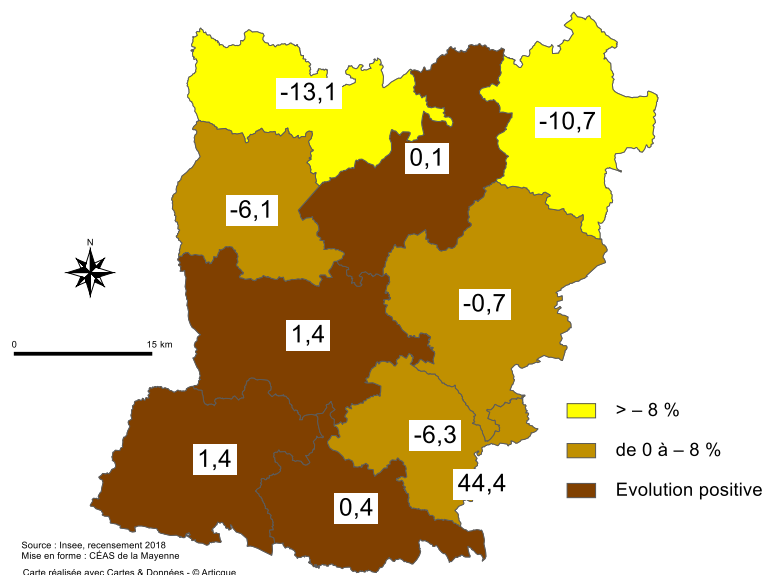 -13,1
-10,7
0,1
-6,1
N
-0,7
0
15 km
1,4
> – 8 %
-6,3
de 0 à – 8 %
1,4
44,4
Evolution positive
0,4
Source : Insee, recensement 2018
Mise en forme : CÉAS de la Mayenne
Carte réalisée avec Cartes & Données - © Articque